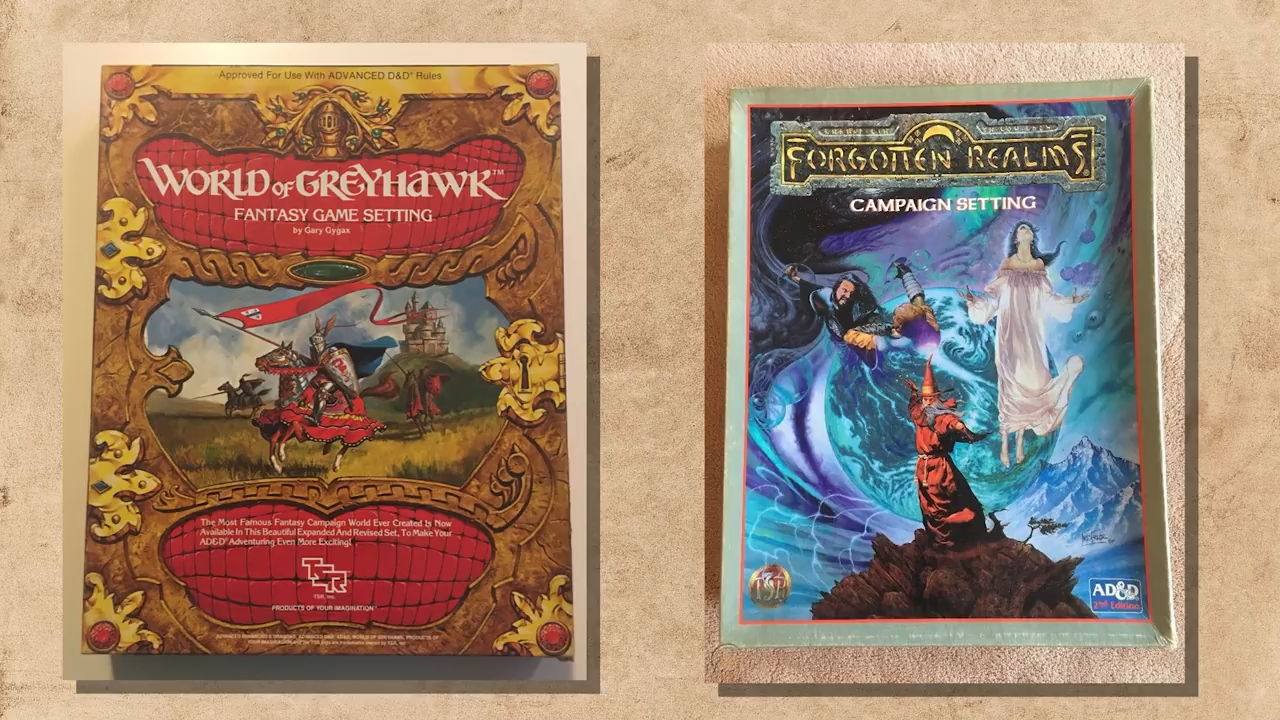 Approved For Use With ADVANCED D&D® Rules
WORLD OF GREYHAWK™
FANTASY GAME SETTING
by Gary Gygax
The Most Famous Fantasy Campaign World Ever Created Is Now
Available In This Beautiful Expanded And Revised Set, To Make Your
AD&D® Adventuring Even More Exciting!
TSR
TSR, Inc.
PRODUCTS OF YOUR IMAGINATION™
FORGOTTEN REALMS®
CAMPAIGN SETTING
TSR
AD&D
2nd Edition